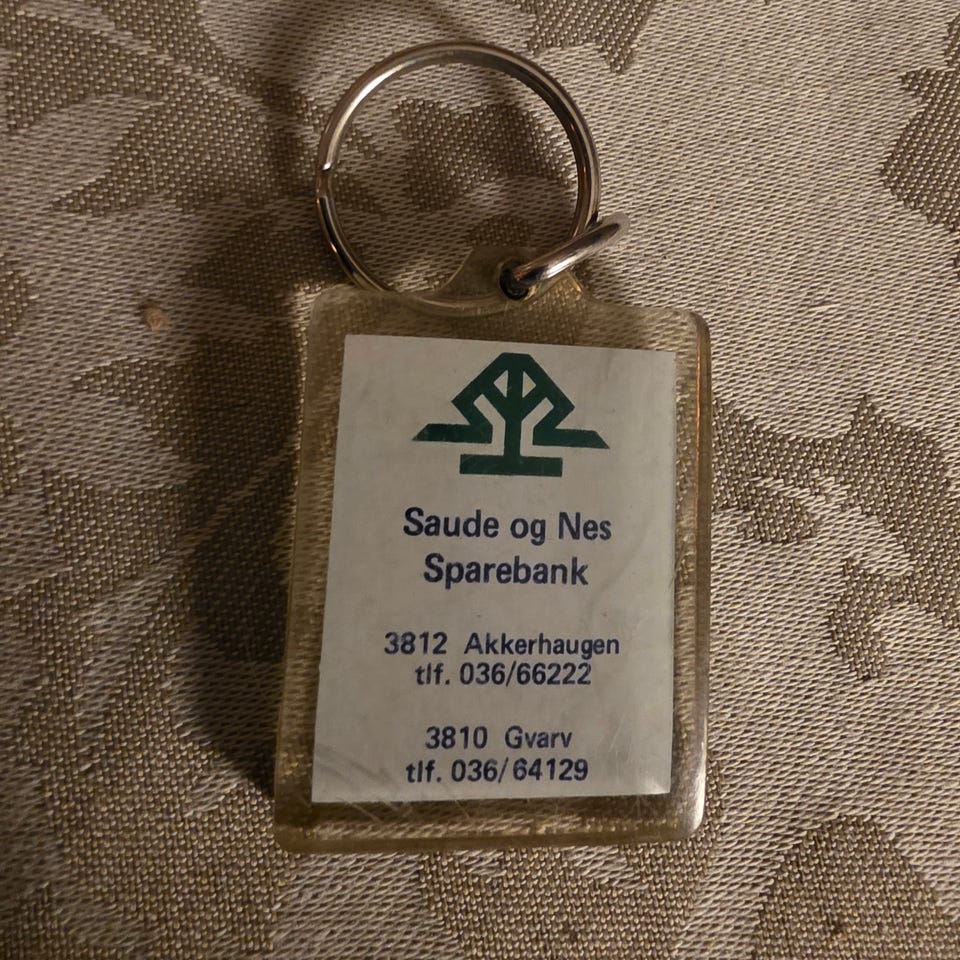 Saude og Nes
Sparebank
3812 Akkerhaugen
tlf. 036/66222
3810 Gvarv
tlf. 036/64129